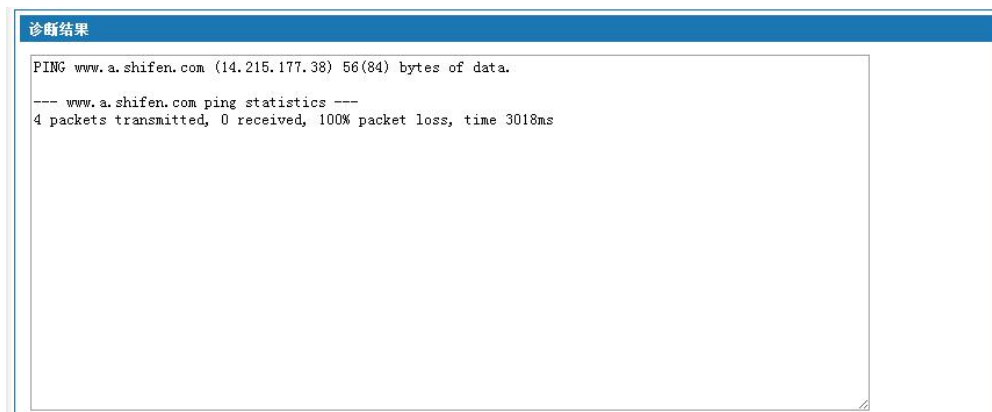 诊断结果
PING www.a.shifen.com (14.215.177.38) 56(84) bytes of data.
--- www.a.shifen.com ping statistics ---
4 packets transmitted, 0 received, 100% packet loss, time 3018ms